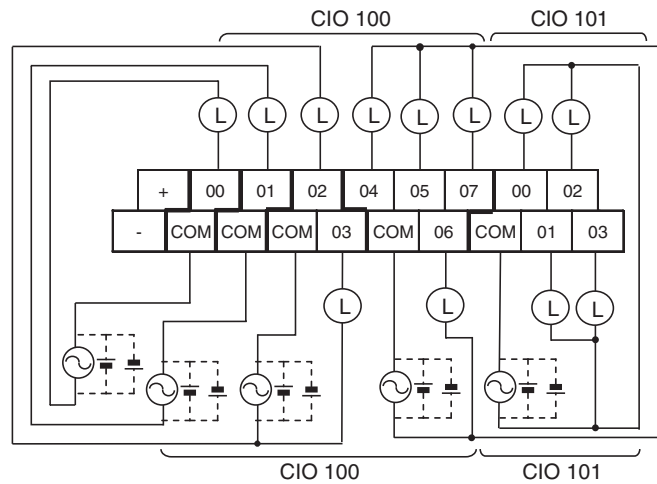 CIO 100 CIO 101
L L L L L L L L
+ 00 01 02 04 05 07 00 02
- COM COM COM 03 COM 06 COM 01 03
L L L L
CIO 100 CIO 101